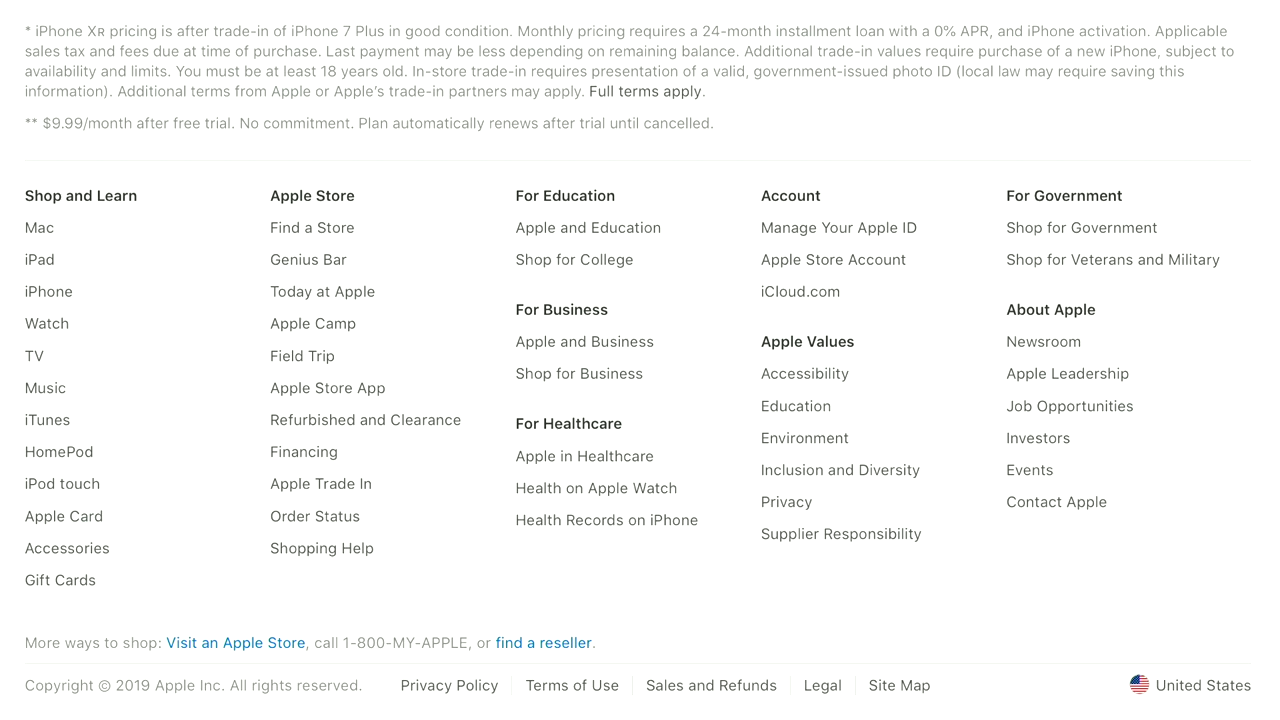 * iPhone Xʀ pricing is after trade-in of iPhone 7 Plus in good condition. Monthly pricing requires a 24-month installment loan with a 0% APR, and iPhone activation. Applicable
sales tax and fees due at time of purchase. Last payment may be less depending on remaining balance. Additional trade-in values require purchase of a new iPhone, subject to
availability and limits. You must be at least 18 years old. In-store trade-in requires presentation of a valid, government-issued photo ID (local law may require saving this
information). Additional terms from Apple or Apple’s trade-in partners may apply. Full terms apply.
** $9.99/month after free trial. No commitment. Plan automatically renews after trial until cancelled.
Shop and Learn
Mac
iPad
iPhone
Watch
TV
Music
iTunes
HomePod
iPod touch
Apple Card
Accessories
Gift Cards
Apple Store
Find a Store
Genius Bar
Today at Apple
Apple Camp
Field Trip
Apple Store App
Refurbished and Clearance
Financing
Apple Trade In
Order Status
Shopping Help
For Education
Apple and Education
Shop for College
For Business
Apple and Business
Shop for Business
For Healthcare
Apple in Healthcare
Health on Apple Watch
Health Records on iPhone
Account
Manage Your Apple ID
Apple Store Account
iCloud.com
Apple Values
Accessibility
Education
Environment
Inclusion and Diversity
Privacy
Supplier Responsibility
For Government
Shop for Government
Shop for Veterans and Military
About Apple
Newsroom
Apple Leadership
Job Opportunities
Investors
Events
Contact Apple
More ways to shop: Visit an Apple Store, call 1-800-MY-APPLE, or find a reseller.
Copyright © 2019 Apple Inc. All rights reserved. Privacy Policy Terms of Use Sales and Refunds Legal Site Map United States